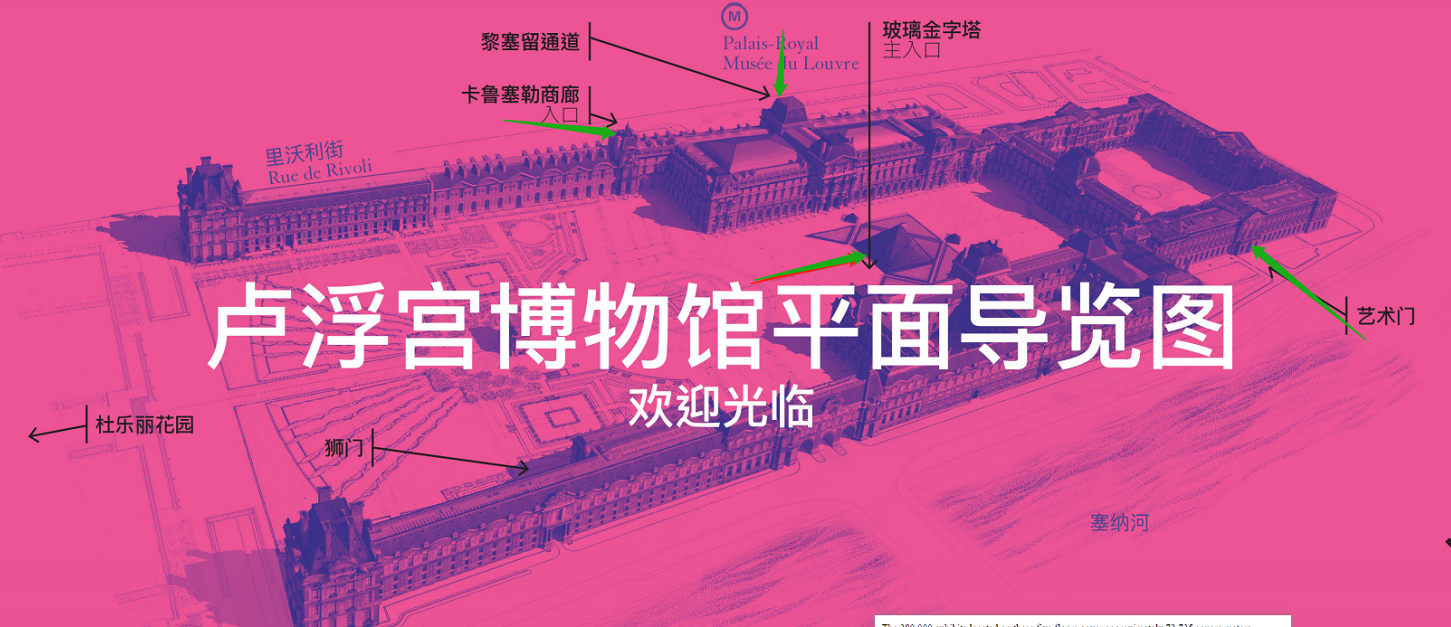 M
Palais-Royal
Musée du Louvre
黎塞留通道
玻璃金字塔
主入口
卡鲁塞勒商廊
入口
里沃利街
Rue de Rivoli
卢浮宫博物馆平面导览图
欢迎光临
艺术门
杜乐丽花园
狮门
塞纳河